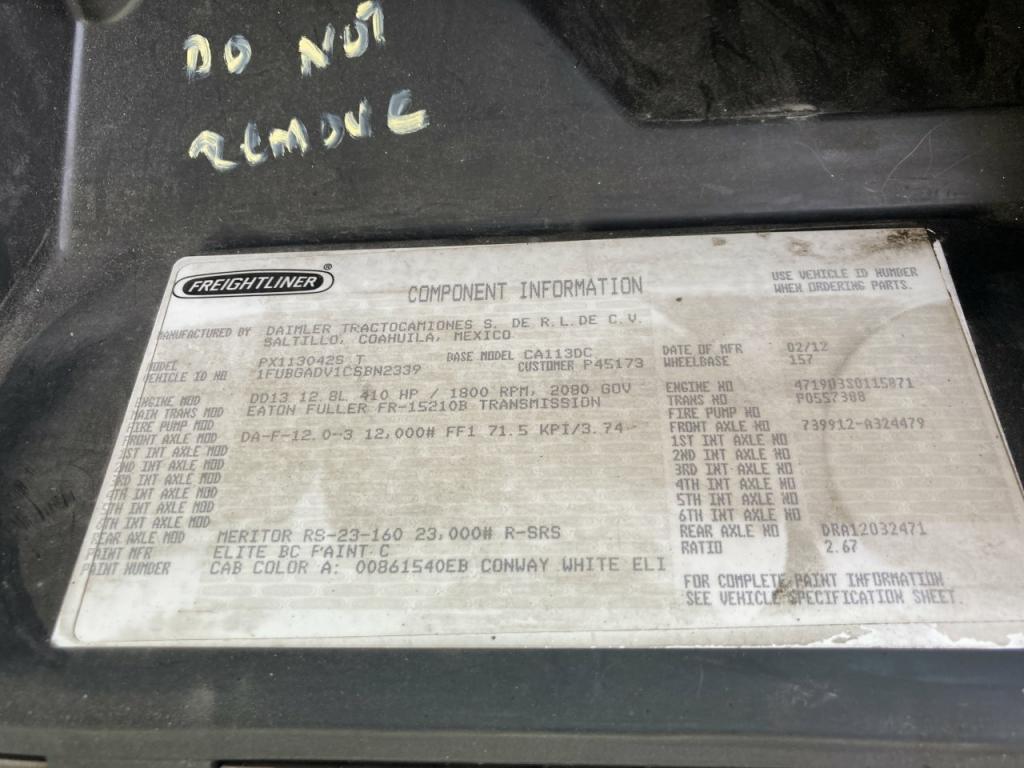 DO NOT
REMOVE
FREIGHTLINER®
COMPONENT INFORMATION
USE VEHICLE ID NUMBER
WHEN ORDERING PARTS.
MANUFACTURED BY DAIMLER TRACTOCAMIONES S. DE R.L.DE C.V.
SALTILLO, COAHUILA, MEXICO
MODEL PX113042S T BASE MODEL CA113DC DATE OF MFR 02/12
VEHICLE ID NO 1FUBGADV1CSBN2339 CUSTOMER P45173 WHEELBASE 157
ENGINE MOD DD13 12.8L 410 HP / 1800 RPM, 2080 GOV ENGINE NO 471903S0115871
MAIN TRANS MOD EATON FULLER FR-15210B TRANSMISSION TRANS NO P0557388
FIRE PUMP MOD FIRE PUMP NO
FRONT AXLE MOD DA-F-12.0-3 12,000# FF1 71.5 KPI/3.74 FRONT AXLE NO 739912-A324479
1ST INT AXLE MOD 1ST INT AXLE NO
2ND INT AXLE MOD 2ND INT AXLE NO
3RD INT AXLE MOD 3RD INT AXLE NO
4TH INT AXLE MOD 4TH INT AXLE NO
5TH INT AXLE MOD 5TH INT AXLE NO
6TH INT AXLE MOD 6TH INT AXLE NO
REAR AXLE MOD MERITOR RS-23-160 23,000# R-SRS REAR AXLE NO DRA12032471
PAINT MFR ELITE BC PAINT C RATIO 2.67
PAINT NUMBER CAB COLOR A: 00861540EB CONWAY WHITE ELI
FOR COMPLETE PAINT INFORMATION
SEE VEHICLE SPECIFICATION SHEET.